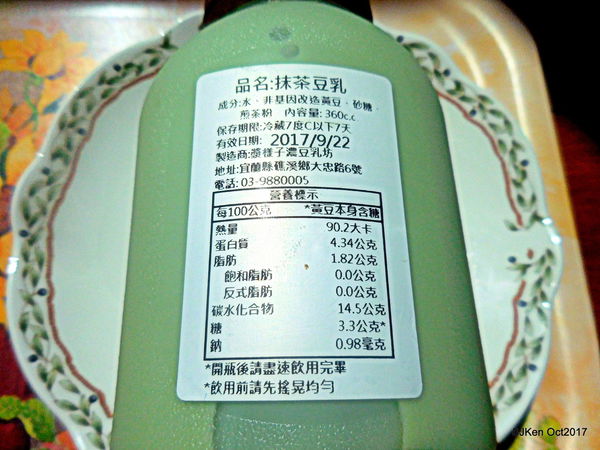 品名:抹茶豆乳
成分:水、非基因改造黃豆、砂糖、
煎茶粉 內容量:360c.c
保存期限:冷藏7度C以下7天
有效日期: 2017/9/22
製造商:漿樣子濃豆乳坊
地址:宜蘭縣礁溪鄉大忠路6號
電話:03-9880005
營養標示
每100公克 *黃豆本身含糖
熱量 90.2大卡
蛋白質 4.34公克
脂肪 1.82公克
飽和脂肪 0.0公克
反式脂肪 0.0公克
碳水化合物 14.5公克
糖 3.3公克*
鈉 0.98毫克
*開瓶後請盡速飲用完畢
*飲用前請先搖晃均勻
JKen Oct2017